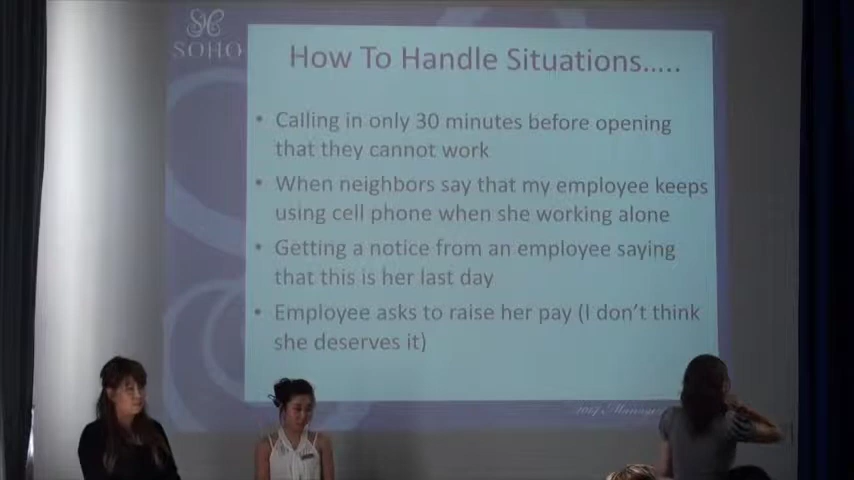 SOHO
How To Handle Situations.....
• Calling in only 30 minutes before opening
that they cannot work
• When neighbors say that my employee keeps
using cell phone when she working alone
• Getting a notice from an employee saying
that this is her last day
• Employee asks to raise her pay (I don't think
she deserves it)
2017